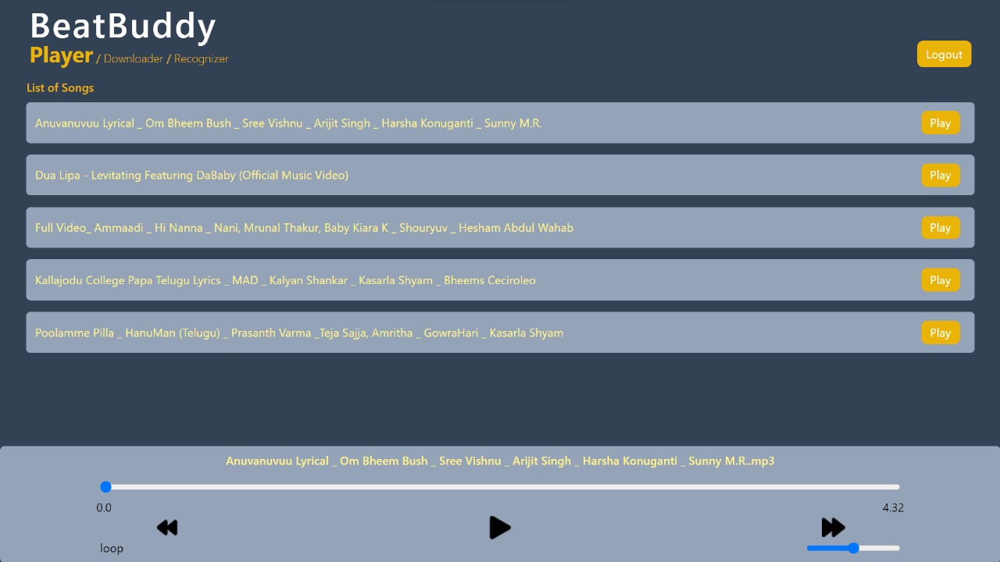 BeatBuddy
Player / Downloader / Recognizer
Logout
List of Songs
Anuvanuvuu Lyrical _ Om Bheem Bush _ Sree Vishnu _ Arijit Singh _ Harsha Konuganti _ Sunny M.R. Play
Dua Lipa - Levitating Featuring DaBaby (Official Music Video) Play
Full Video_ Ammaadi _ Hi Nanna _ Nani, Mrunal Thakur, Baby Kiara K _ Shouryuv _ Hesham Abdul Wahab Play
Kallajodu College Papa Telugu Lyrics _ MAD _ Kalyan Shankar _ Kasarla Shyam _ Bheems Ceciroleo Play
Poolamme Pilla _ HanuMan (Telugu) _ Prasanth Varma _Teja Sajja, Amritha _ GowraHari _ Kasarla Shyam Play
Anuvanuvuu Lyrical _ Om Bheem Bush _ Sree Vishnu _ Arijit Singh _ Harsha Konuganti _ Sunny M.R..mp3
0.0 4.32
loop